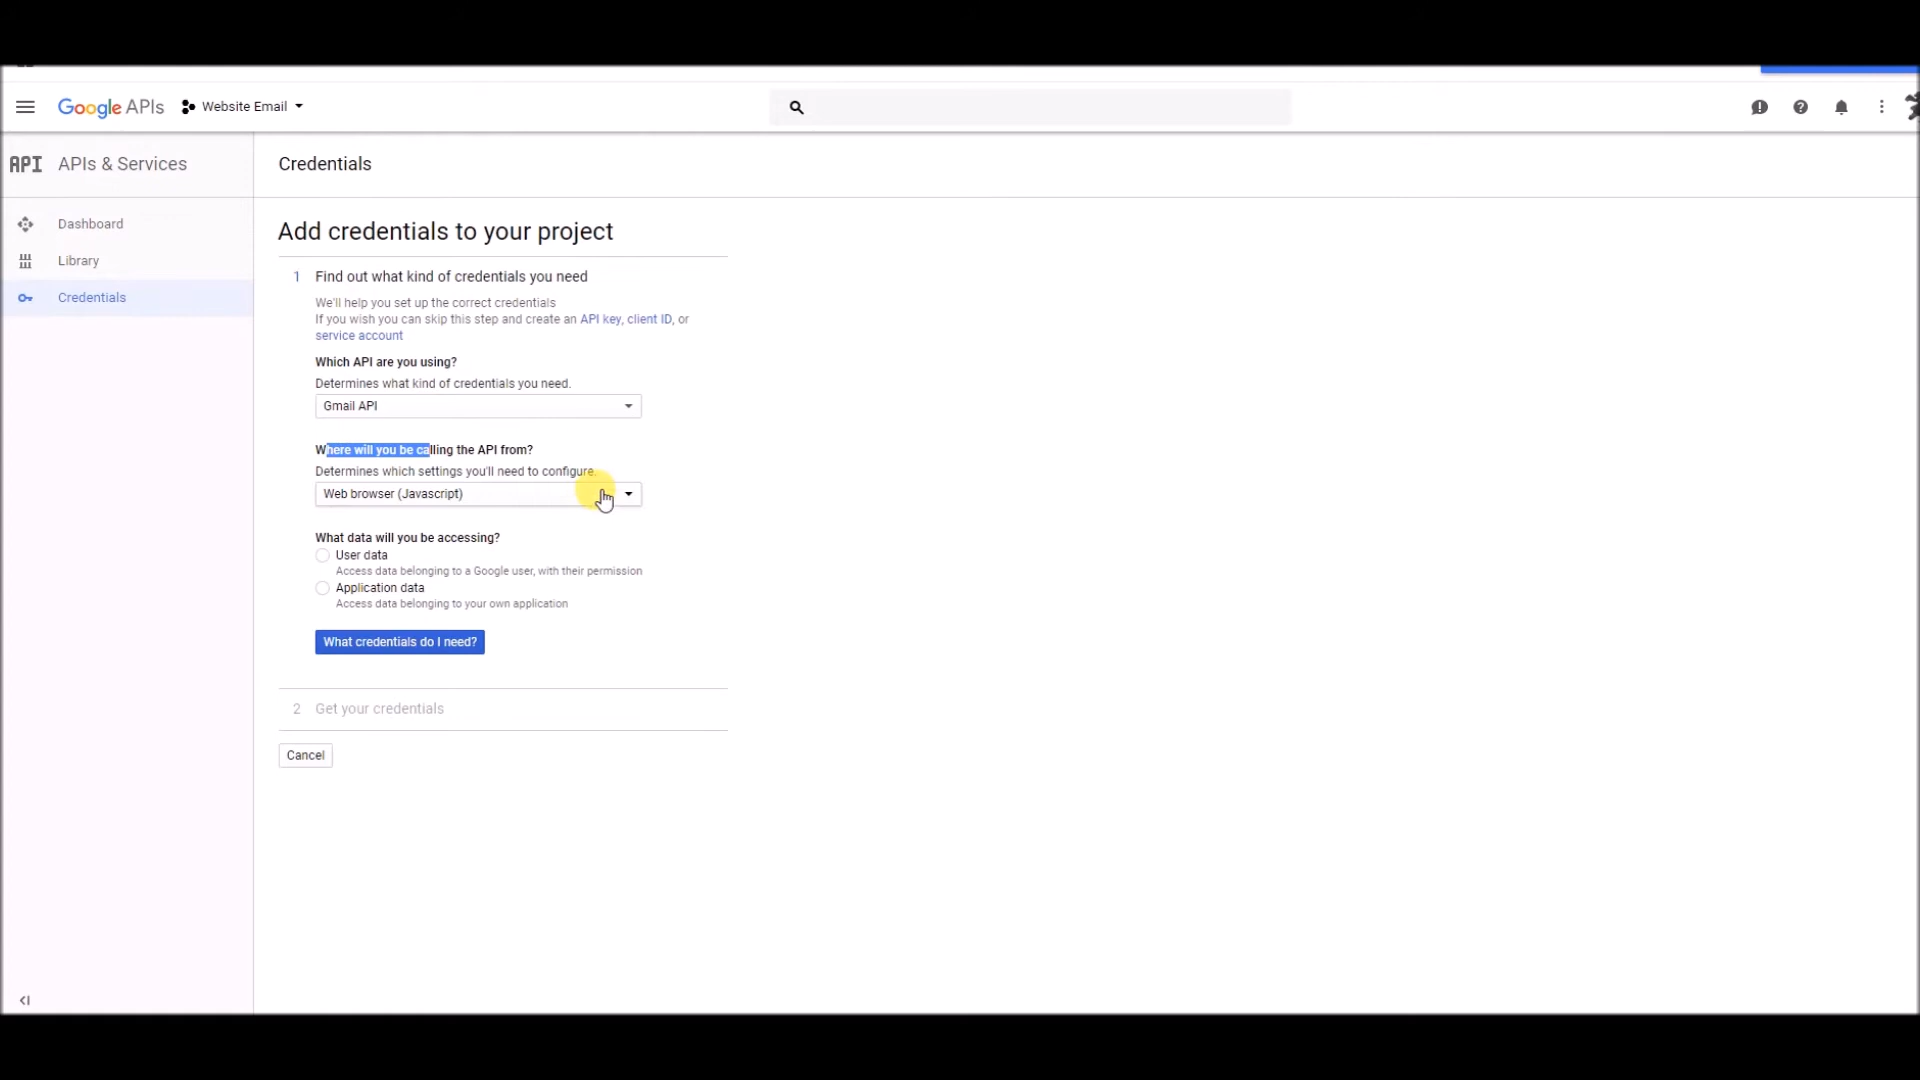 Google APIs
Website Email
API APIs & Services
Credentials
Dashboard
Library
Credentials
Add credentials to your project
1 Find out what kind of credentials you need
We'll help you set up the correct credentials
If you wish you can skip this step and create an API key, client ID, or
service account
Which API are you using?
Determines what kind of credentials you need.
Gmail API
Where will you be calling the API from?
Determines which settings you'll need to configure.
Web browser (Javascript)
What data will you be accessing?
User data
Access data belonging to a Google user, with their permission
Application data
Access data belonging to your own application
What credentials do I need?
2 Get your credentials
Cancel